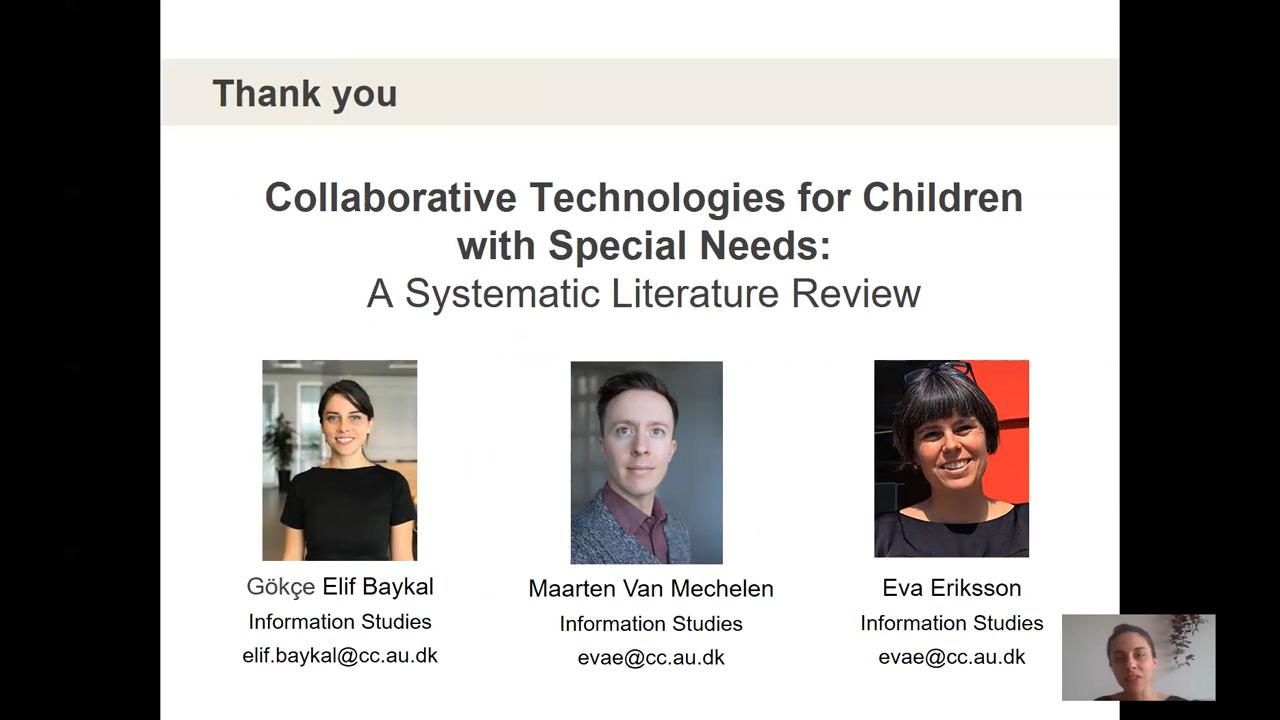 Thank you
Collaborative Technologies for Children
with Special Needs:
A Systematic Literature Review
Gökçe Elif Baykal
Information Studies
elif.baykal@cc.au.dk
Maarten Van Mechelen
Information Studies
evae@cc.au.dk
Eva Eriksson
Information Studies
evae@cc.au.dk